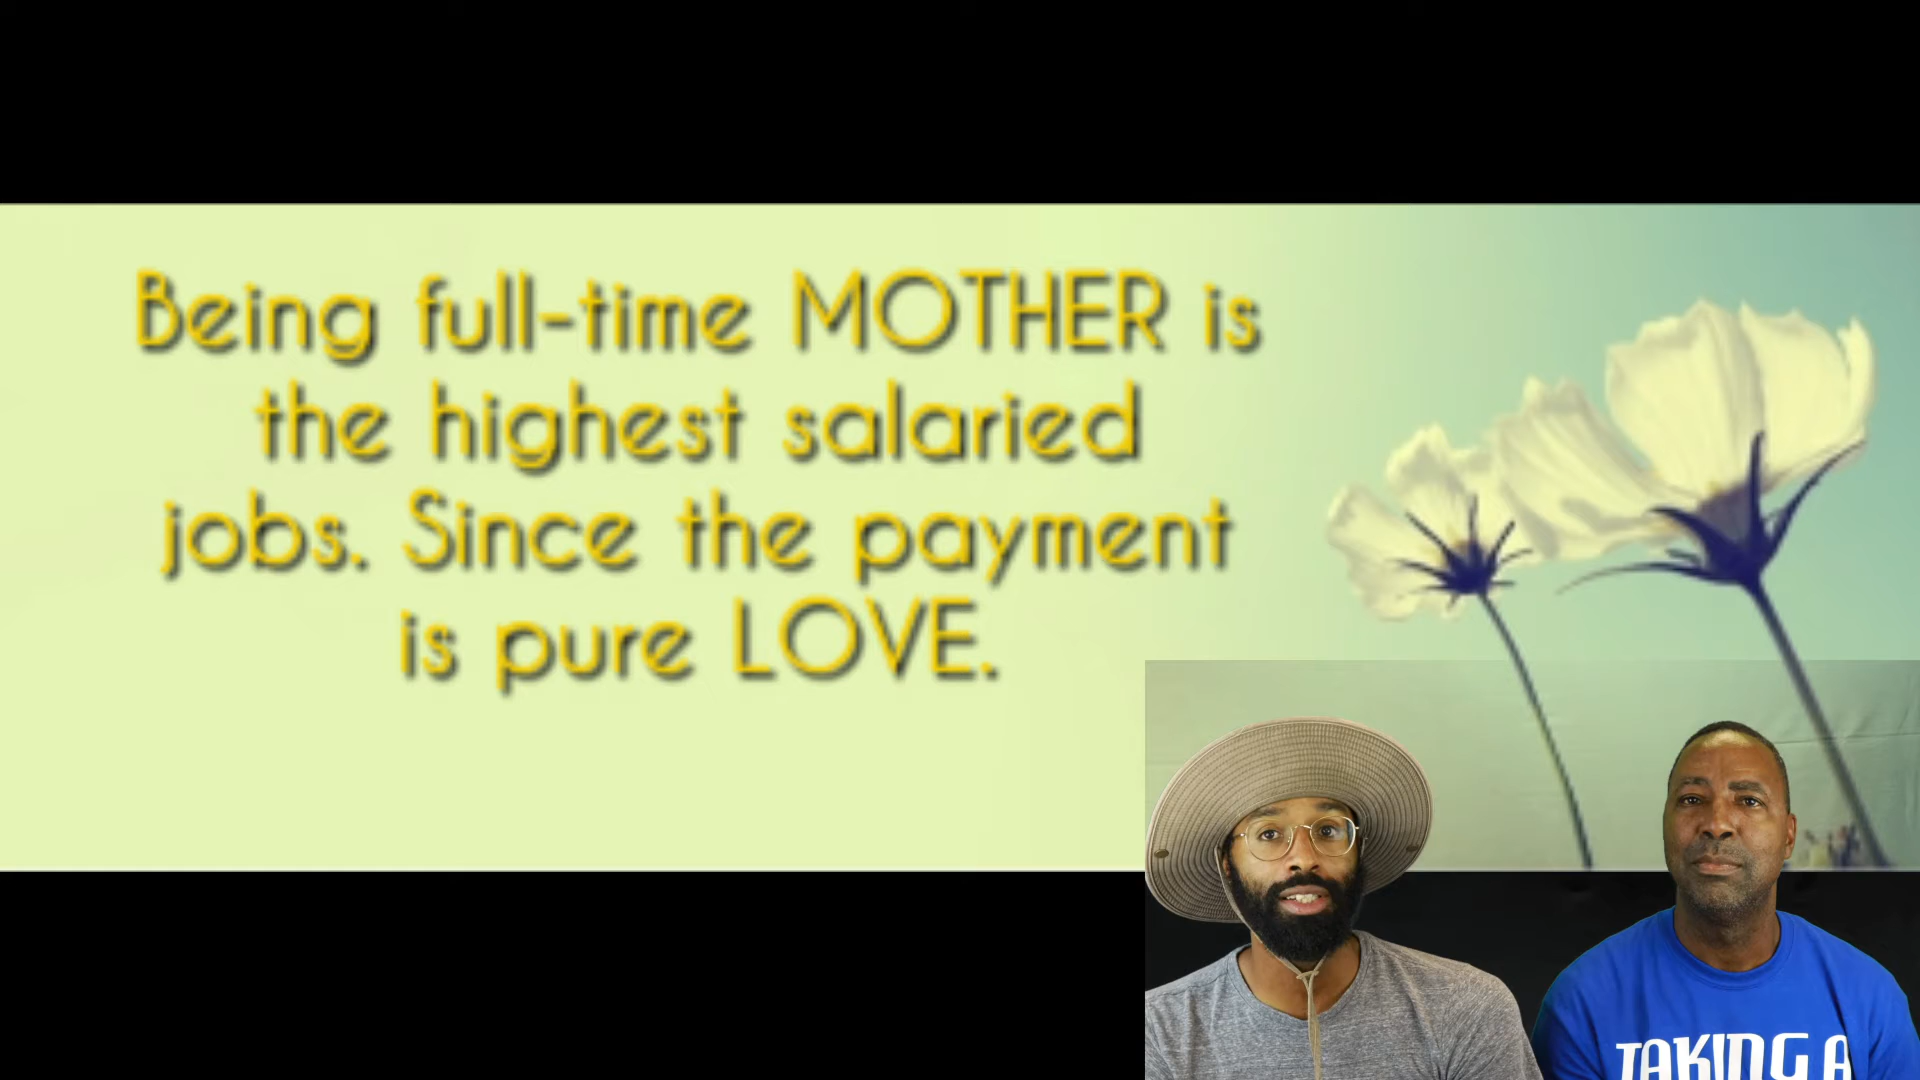 Being full-time MOTHER is
the highest salaried
jobs. Since the payment
is pure LOVE.
TAKING A